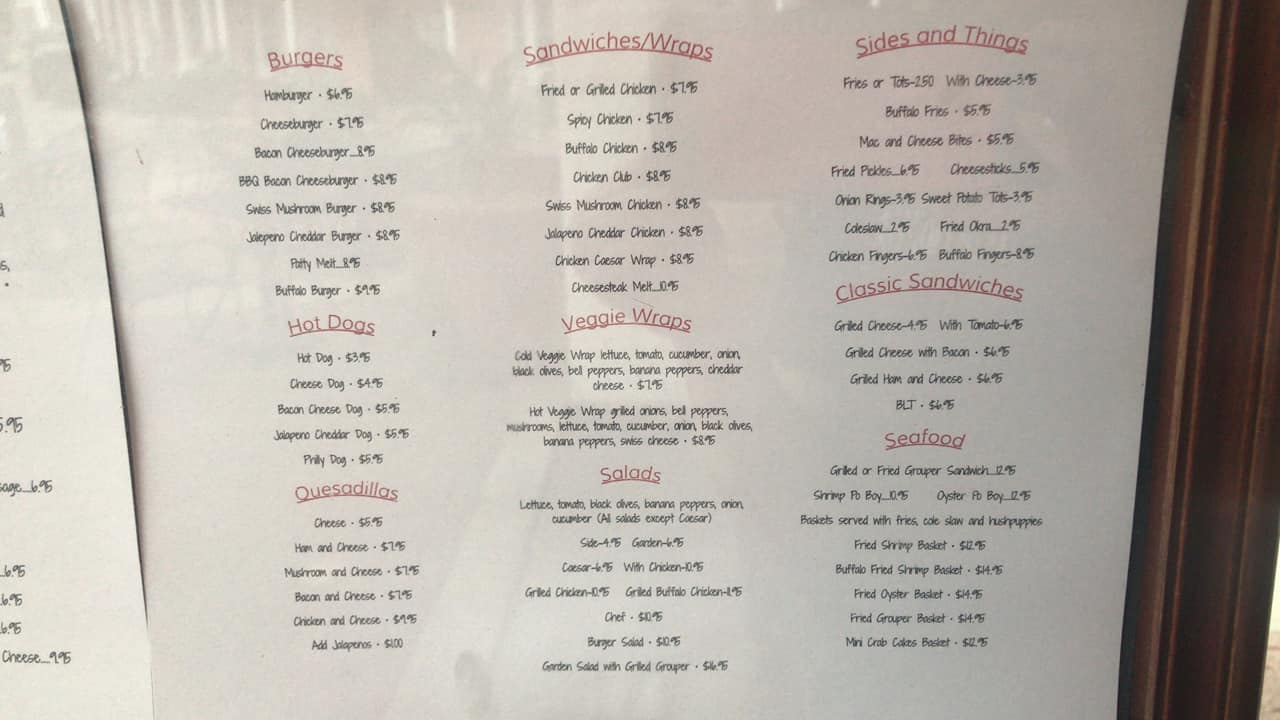 5.95
sage...6.95
6.95
6.95
6.95
Cheese...9.95
Burgers
Hamburger • $6.95
Cheeseburger • $7.95
Bacon Cheeseburger...8.95
BBQ Bacon Cheeseburger • $8.95
Swiss Mushroom Burger • $8.95
Jalepeno Cheddar Burger • $8.95
Patty Melt...8.95
Buffalo Burger • $9.95
Hot Dogs
Hot Dog • $3.95
Cheese Dog • $4.95
Bacon Cheese Dog • $5.95
Jalapeno Cheddar Dog • $5.95
Philly Dog • $5.95
Quesadillas
Cheese • $5.95
Ham and Cheese • $7.95
Mushroom and Cheese • $7.95
Bacon and Cheese • $7.95
Chicken and Cheese • $9.95
Add Jalapenos • $1.00
Sandwiches/Wraps
Fried or Grilled Chicken • $7.95
Spicy Chicken • $7.95
Buffalo Chicken • $8.95
Chicken Club • $8.95
Swiss Mushroom Chicken • $8.95
Jalapeno Cheddar Chicken • $8.95
Chicken Caesar Wrap • $8.95
Cheesesteak Melt...10.95
Veggie Wraps
Cold Veggie Wrap lettuce, tomato, cucumber, onion,
black olives, bell peppers, banana peppers, cheddar
cheese • $7.95
Hot Veggie Wrap grilled onions, bell peppers,
mushrooms, lettuce, tomato, cucumber, onion, black olives,
banana peppers, swiss cheese • $8.95
Salads
Lettuce, tomato, black olives, banana peppers, onion,
cucumber (All salads except Caesar)
Side-4.95 Garden-6.95
Caesar-6.95 With Chicken-10.95
Grilled Chicken-10.95 Grilled Buffalo Chicken-11.95
Chef • $10.95
Burger Salad • $10.95
Garden Salad with Grilled Grouper • $16.95
Sides and Things
Fries or Tots-2.50 With Cheese-3.95
Buffalo Fries • $5.95
Mac and Cheese Bites • $5.95
Fried Pickles...6.95 Cheesesticks...5.95
Onion Rings-3.95 Sweet Potato Tots-3.95
Coleslaw...2.95 Fried Okra...2.95
Chicken Fingers-6.95 Buffalo Fingers-8.95
Classic Sandwiches
Grilled Cheese-4.95 With Tomato-6.95
Grilled Cheese with Bacon • $6.95
Grilled Ham and Cheese • $6.95
BLT • $6.95
Seafood
Grilled or Fried Grouper Sandwich...12.95
Shrimp Po Boy...10.95 Oyster Po Boy...12.95
Baskets served with fries, cole slaw and hushpuppies
Fried Shrimp Basket • $12.95
Buffalo Fried Shrimp Basket • $14.95
Fried Oyster Basket • $14.95
Fried Grouper Basket • $14.95
Mini Crab Cakes Basket • $12.95